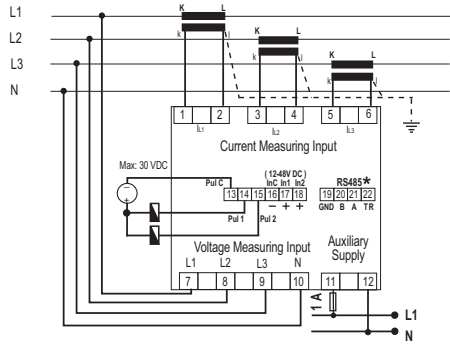 L1 K L
k l
L2 K L
k l
L3 K L
k l
N
1 2 3 4 5 6
IL1 IL2 IL3
Current Measuring Input
Max: 30 VDC
(12-48V DC)
Pul C InC In1 In2 RS485*
13 14 15 16 17 18 19 20 21 22
Pul 1 Pul 2 − + + GND B A TR
Voltage Measuring Input Auxiliary Supply
L1 L2 L3 N
7 8 9 10 11 12
1 A
L1
N